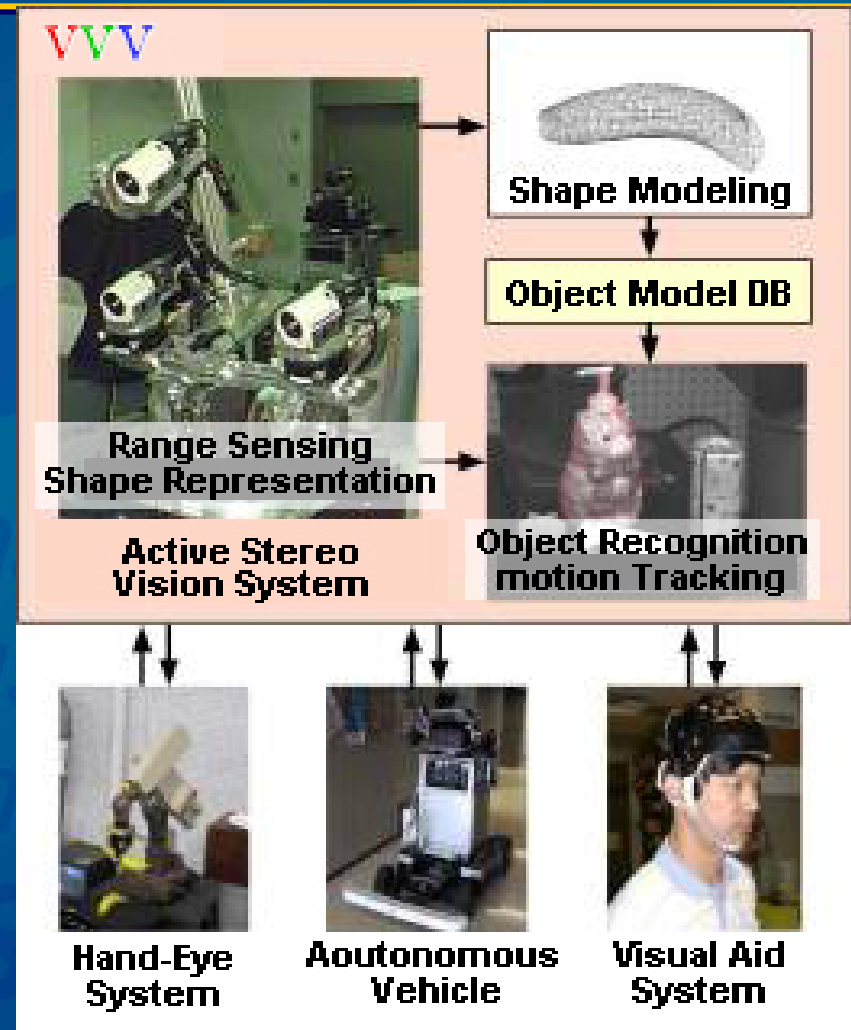 VVV
Shape Modeling
Object Model DB
Range Sensing
Shape Representation
Active Stereo
Vision System
Object Recognition
motion Tracking
Hand-Eye
System
Aoutonomous
Vehicle
Visual Aid
System